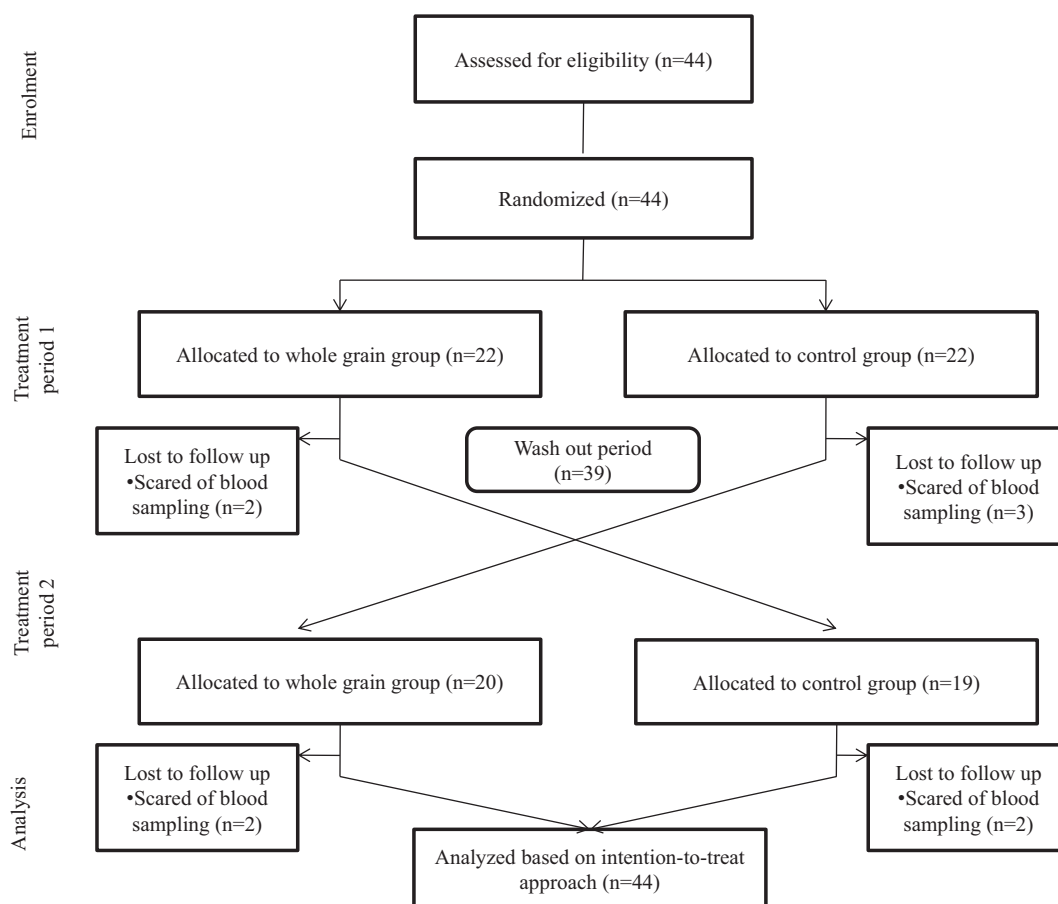 Enrolment
Assessed for eligibility (n=44)
Randomized (n=44)
Treatment
period 1
Allocated to whole grain group (n=22)
Allocated to control group (n=22)
Lost to follow up
•Scared of blood
sampling (n=2)
Wash out period
(n=39)
Lost to follow up
•Scared of blood
sampling (n=3)
Treatment
period 2
Allocated to whole grain group (n=20)
Allocated to control group (n=19)
Analysis
Lost to follow up
•Scared of blood
sampling (n=2)
Lost to follow up
•Scared of blood
sampling (n=2)
Analyzed based on intention-to-treat
approach (n=44)